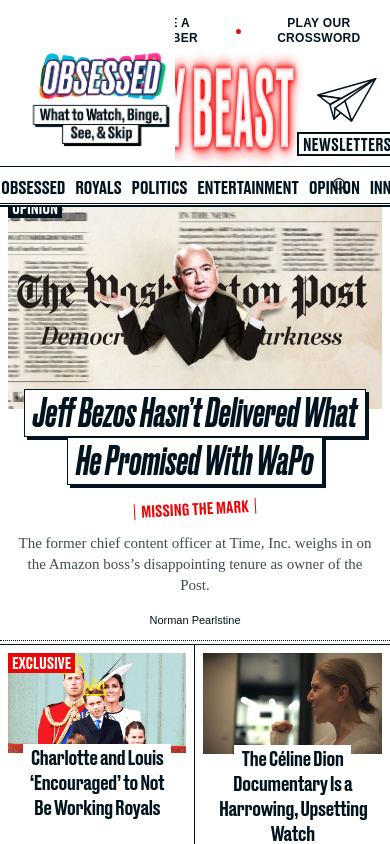 BER
PLAY OUR
CROSSWORD
OBSESSED
What to Watch, Binge,
See, & Skip
Y BEAST
NEWSLETTERS
OBSESSED ROYALS POLITICS ENTERTAINMENT OPINION INN
OPINION
IN THE NEWS
The Was on Post
Democr arkness
Jeff Bezos Hasn’t Delivered What
He Promised With WaPo
MISSING THE MARK
The former chief content officer at Time, Inc. weighs in on
the Amazon boss’s disappointing tenure as owner of the
Post.
Norman Pearlstine
EXCLUSIVE
Charlotte and Louis
‘Encouraged’ to Not
Be Working Royals
The Céline Dion
Documentary Is a
Harrowing, Upsetting
Watch